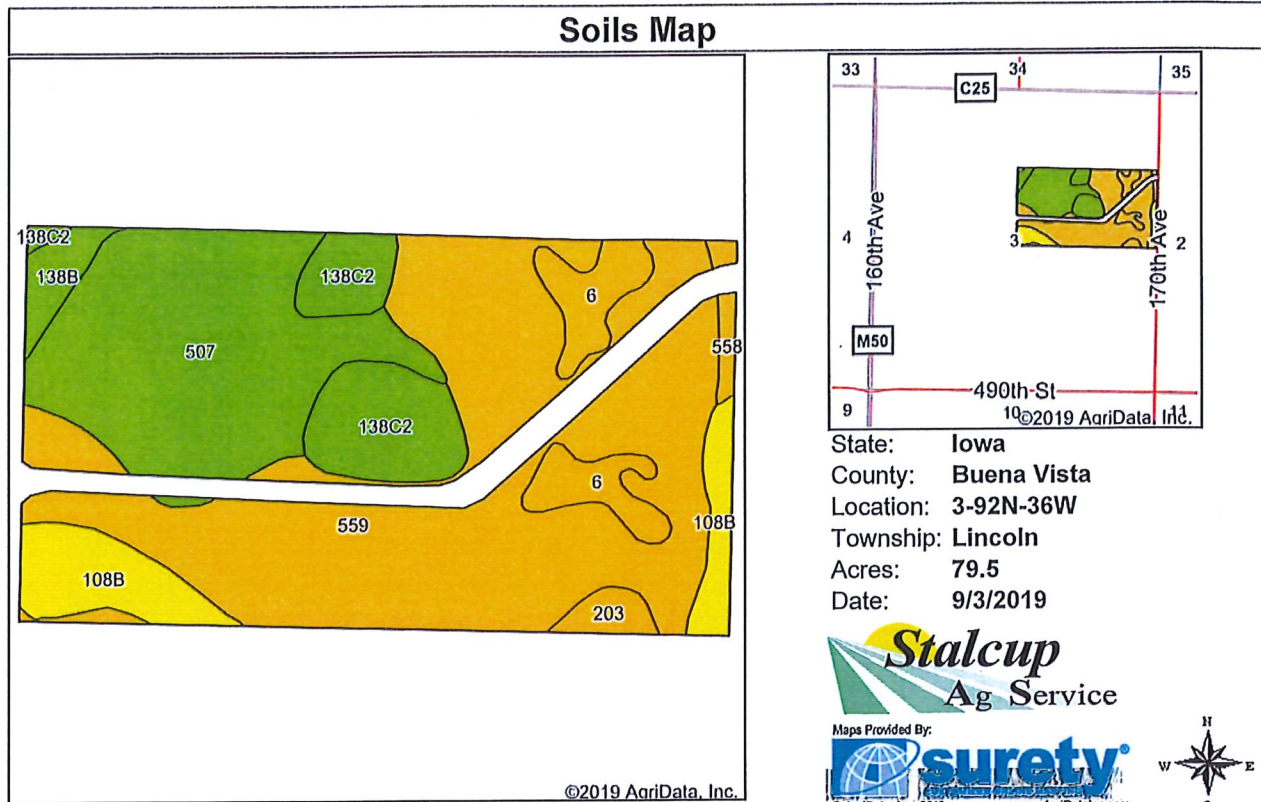 Soils Map
138C2
138B
138C2
6
507
558
138C2
6
559
108B
108B
203
©2019 AgriData, Inc.
33
34
35
C25
160th Ave
170th Ave
4
3
2
M50
490th St
9
10
11
©2019 AgriData, Inc.
State: Iowa
County: Buena Vista
Location: 3-92N-36W
Township: Lincoln
Acres: 79.5
Date: 9/3/2019
Stalcup
Ag Service
Maps Provided By:
surety®
N
W
E
S